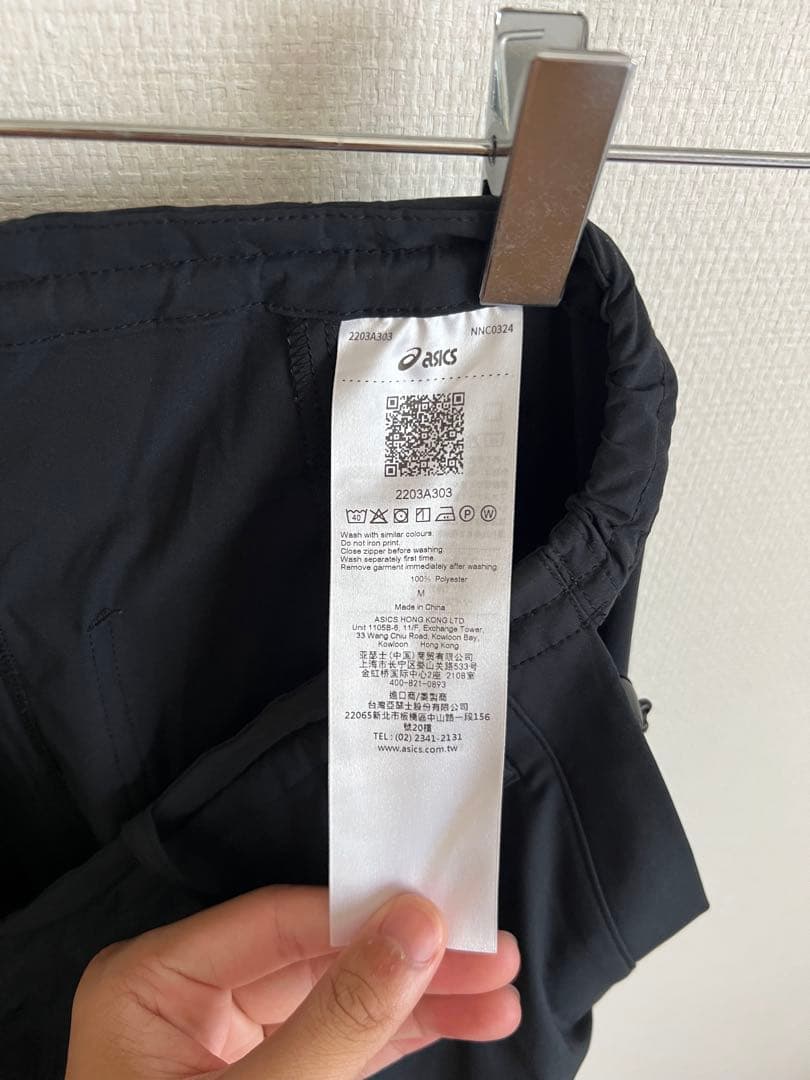 2203A303 NNC0324
asics
2203A303
40 P W
Wash with similar colours.
Do not iron print.
Close zipper before washing.
Wash separately first time.
Remove garment immediately after washing.
100% Polyester
M
Made in China
ASICS HONG KONG LTD
Unit 1105B-6, 11/F, Exchange Tower,
33 Wang Chiu Road, Kowloon Bay,
Kowloon Hong Kong
亚瑟士(中国)商贸有限公司
上海市长宁区娄山关路533号
金虹桥国际中心2座 2108室
400-821-0893
進口商/委製商
台灣亞瑟士股份有限公司
22065新北市板橋區中山路一段156
號20樓
TEL : (02) 2341-2131
www.asics.com.tw